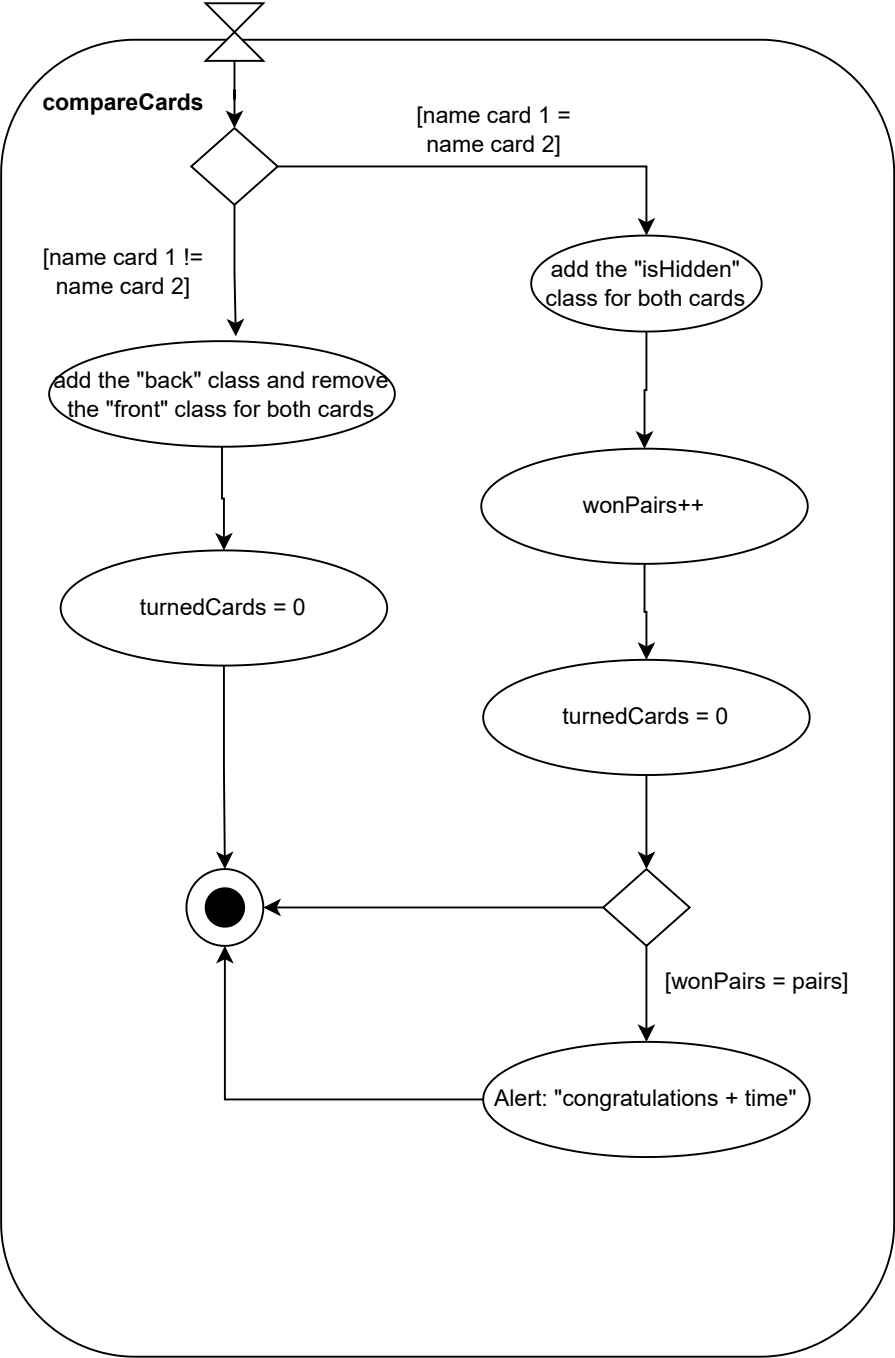 compareCards
[name card 1 =
name card 2]
[name card 1 !=
name card 2]
add the "isHidden"
class for both cards
add the "back" class and remove
the "front" class for both cards
wonPairs++
turnedCards = 0
turnedCards = 0
[wonPairs = pairs]
Alert: "congratulations + time"